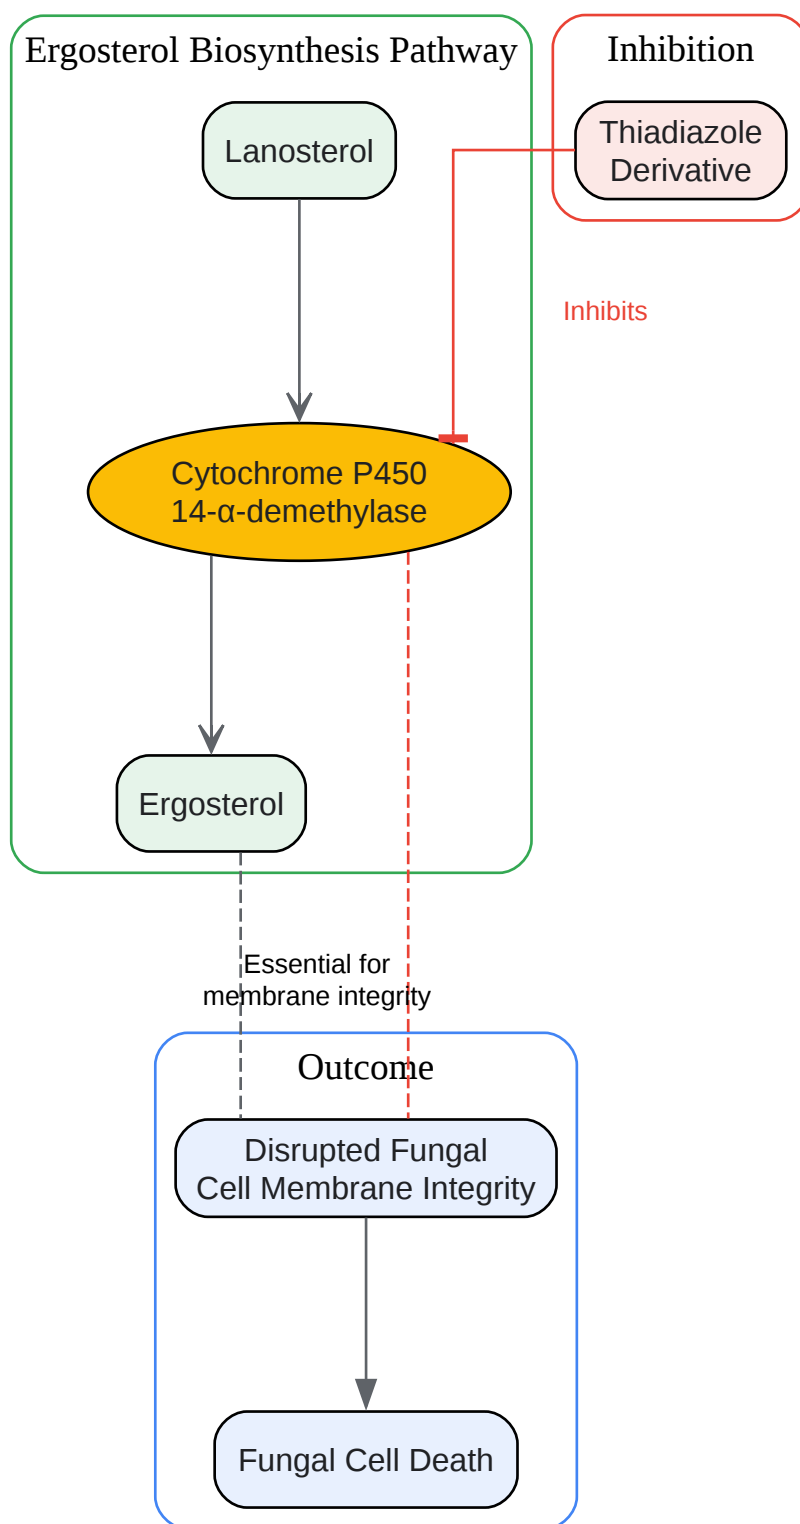 Ergosterol Biosynthesis Pathway
Inhibition
Lanosterol
Thiadiazole
Derivative
Inhibits
Cytochrome P450
14-α-demethylase
Ergosterol
Essential for
membrane integrity
Outcome
Disrupted Fungal
Cell Membrane Integrity
Fungal Cell Death